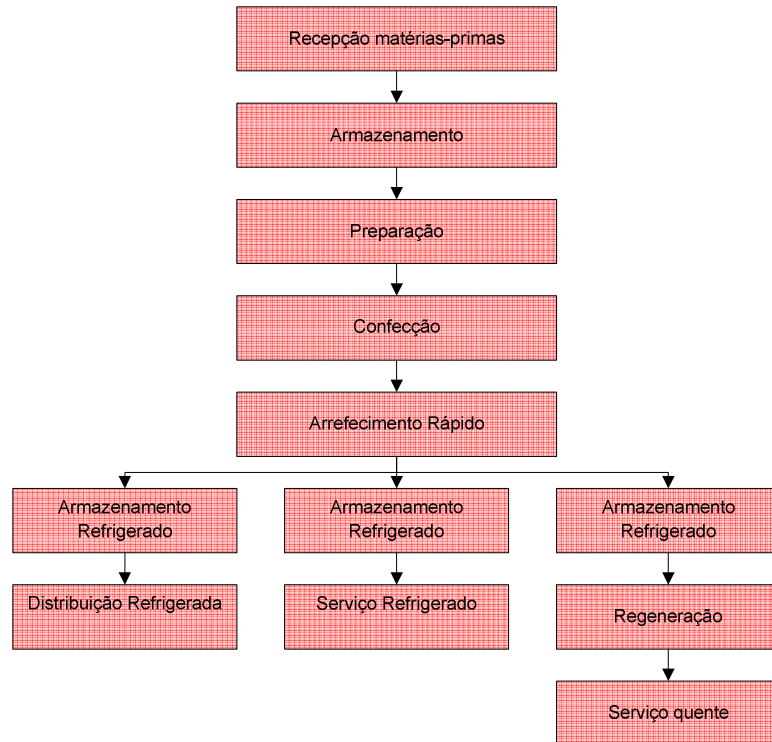 Recepção matérias-primas
Armazenamento
Preparação
Confecção
Arrefecimento Rápido
Armazenamento
Refrigerado
Armazenamento
Refrigerado
Armazenamento
Refrigerado
Distribuição Refrigerada
Serviço Refrigerado
Regeneração
Serviço quente